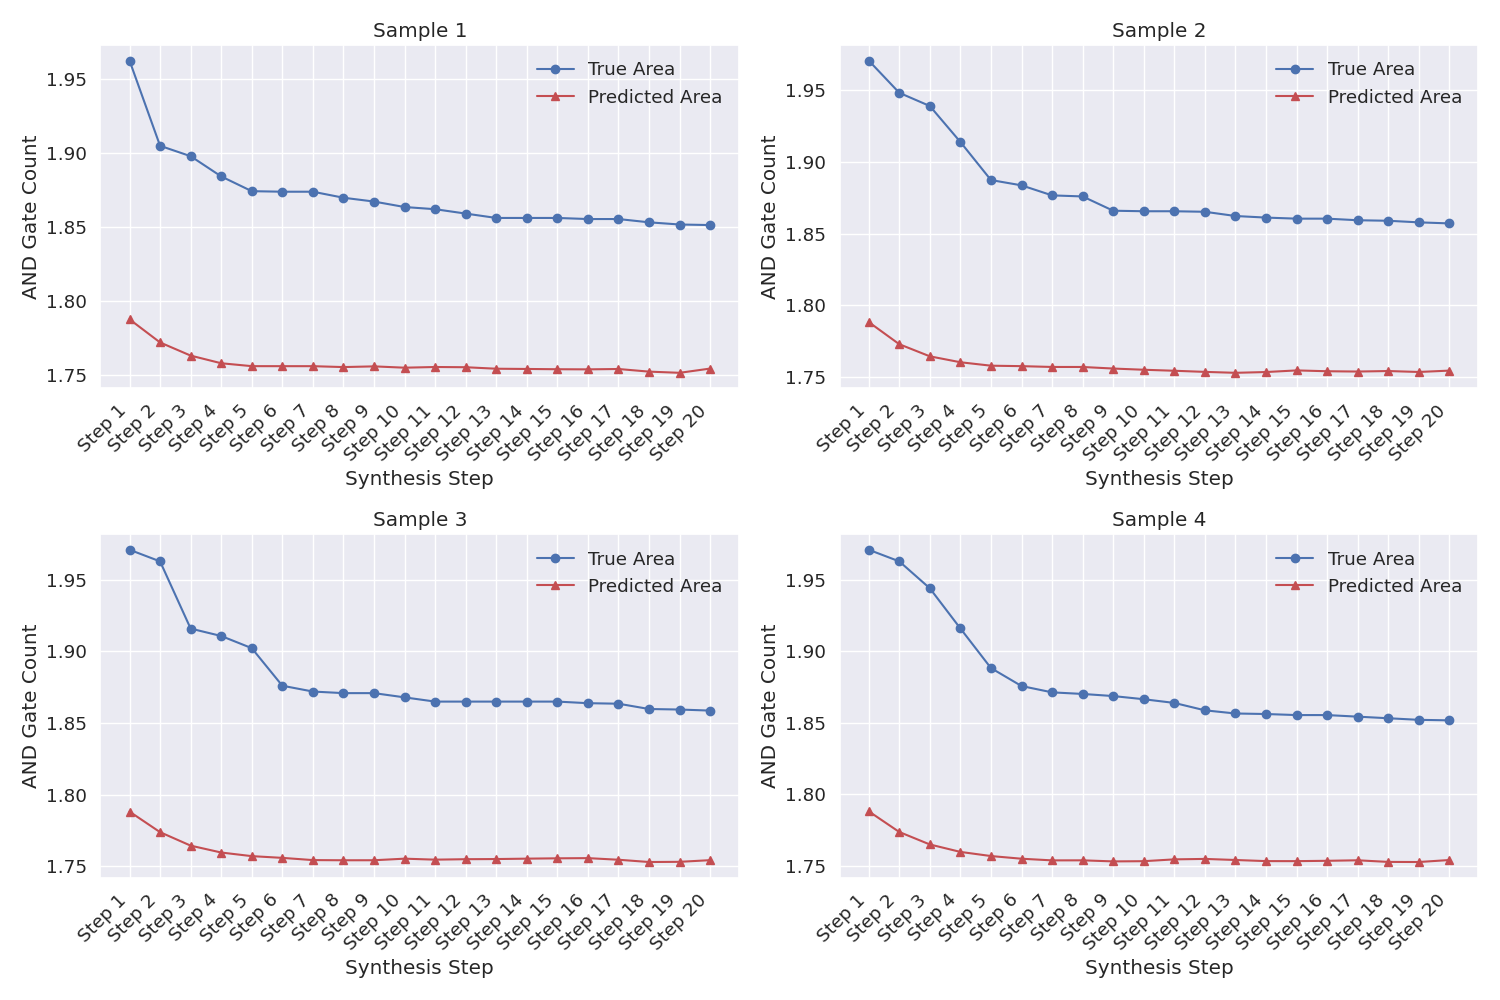 Sample 1
True Area
Predicted Area
AND Gate Count
1.95
1.90
1.85
1.80
1.75
Step 1
Step 2
Step 3
Step 4
Step 5
Step 6
Step 7
Step 8
Step 9
Step 10
Step 11
Step 12
Step 13
Step 14
Step 15
Step 16
Step 17
Step 18
Step 19
Step 20
Synthesis Step
Sample 2
True Area
Predicted Area
AND Gate Count
1.95
1.90
1.85
1.80
1.75
Step 1
Step 2
Step 3
Step 4
Step 5
Step 6
Step 7
Step 8
Step 9
Step 10
Step 11
Step 12
Step 13
Step 14
Step 15
Step 16
Step 17
Step 18
Step 19
Step 20
Synthesis Step
Sample 3
True Area
Predicted Area
AND Gate Count
1.95
1.90
1.85
1.80
1.75
Step 1
Step 2
Step 3
Step 4
Step 5
Step 6
Step 7
Step 8
Step 9
Step 10
Step 11
Step 12
Step 13
Step 14
Step 15
Step 16
Step 17
Step 18
Step 19
Step 20
Synthesis Step
Sample 4
True Area
Predicted Area
AND Gate Count
1.95
1.90
1.85
1.80
1.75
Step 1
Step 2
Step 3
Step 4
Step 5
Step 6
Step 7
Step 8
Step 9
Step 10
Step 11
Step 12
Step 13
Step 14
Step 15
Step 16
Step 17
Step 18
Step 19
Step 20
Synthesis Step